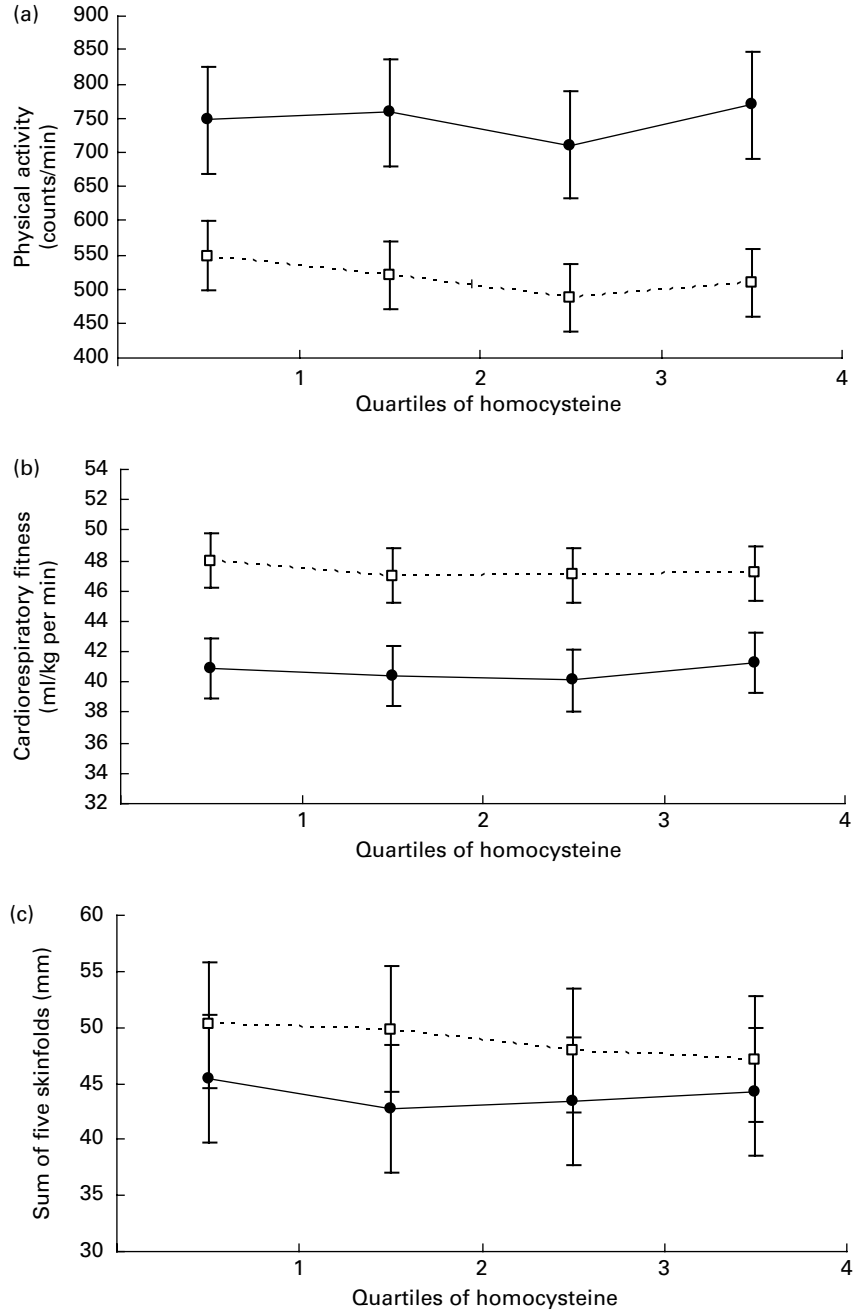 (a)
900
850
800
750
700
650
600
550
500
450
400
Physical activity
(counts/min)
1 2 3 4
Quartiles of homocysteine
(b)
54
52
50
48
46
44
42
40
38
36
34
32
Cardiorespiratory fitness
(ml/kg per min)
1 2 3 4
Quartiles of homocysteine
(c)
60
55
50
45
40
35
30
Sum of five skinfolds (mm)
1 2 3 4
Quartiles of homocysteine